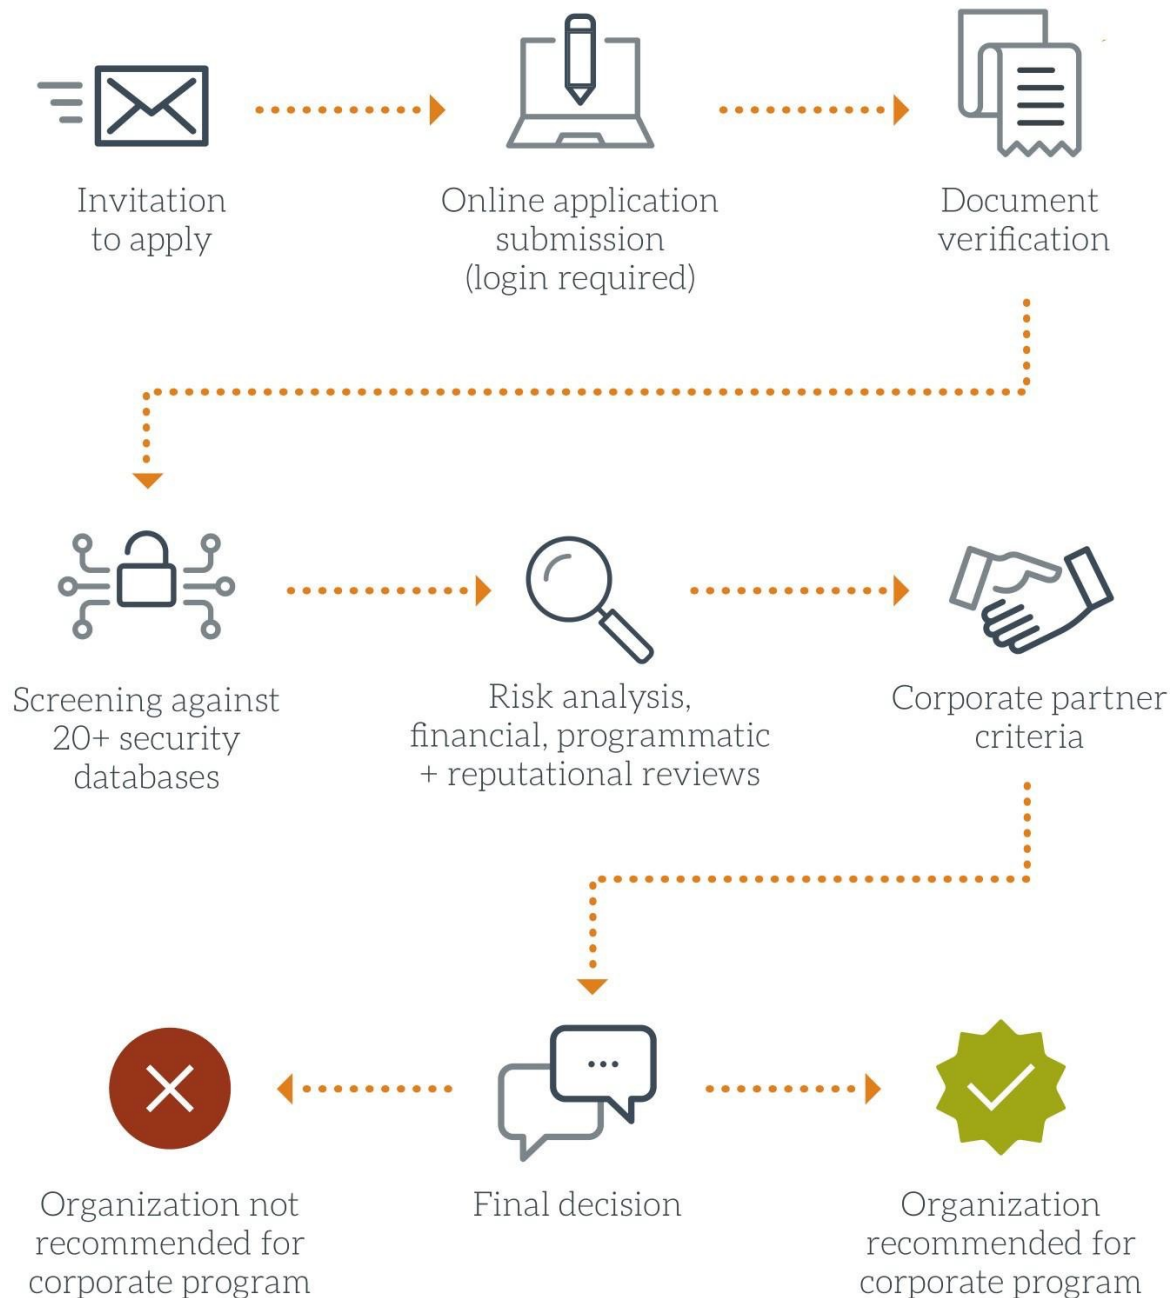 Invitation
to apply
Online application
submission
(login required)
Document
verification
Screening against
20+ security
databases
Risk analysis,
financial, programmatic
+ reputational reviews
Corporate partner
criteria
Organization not
recommended for
corporate program
Final decision
Organization
recommended for
corporate program